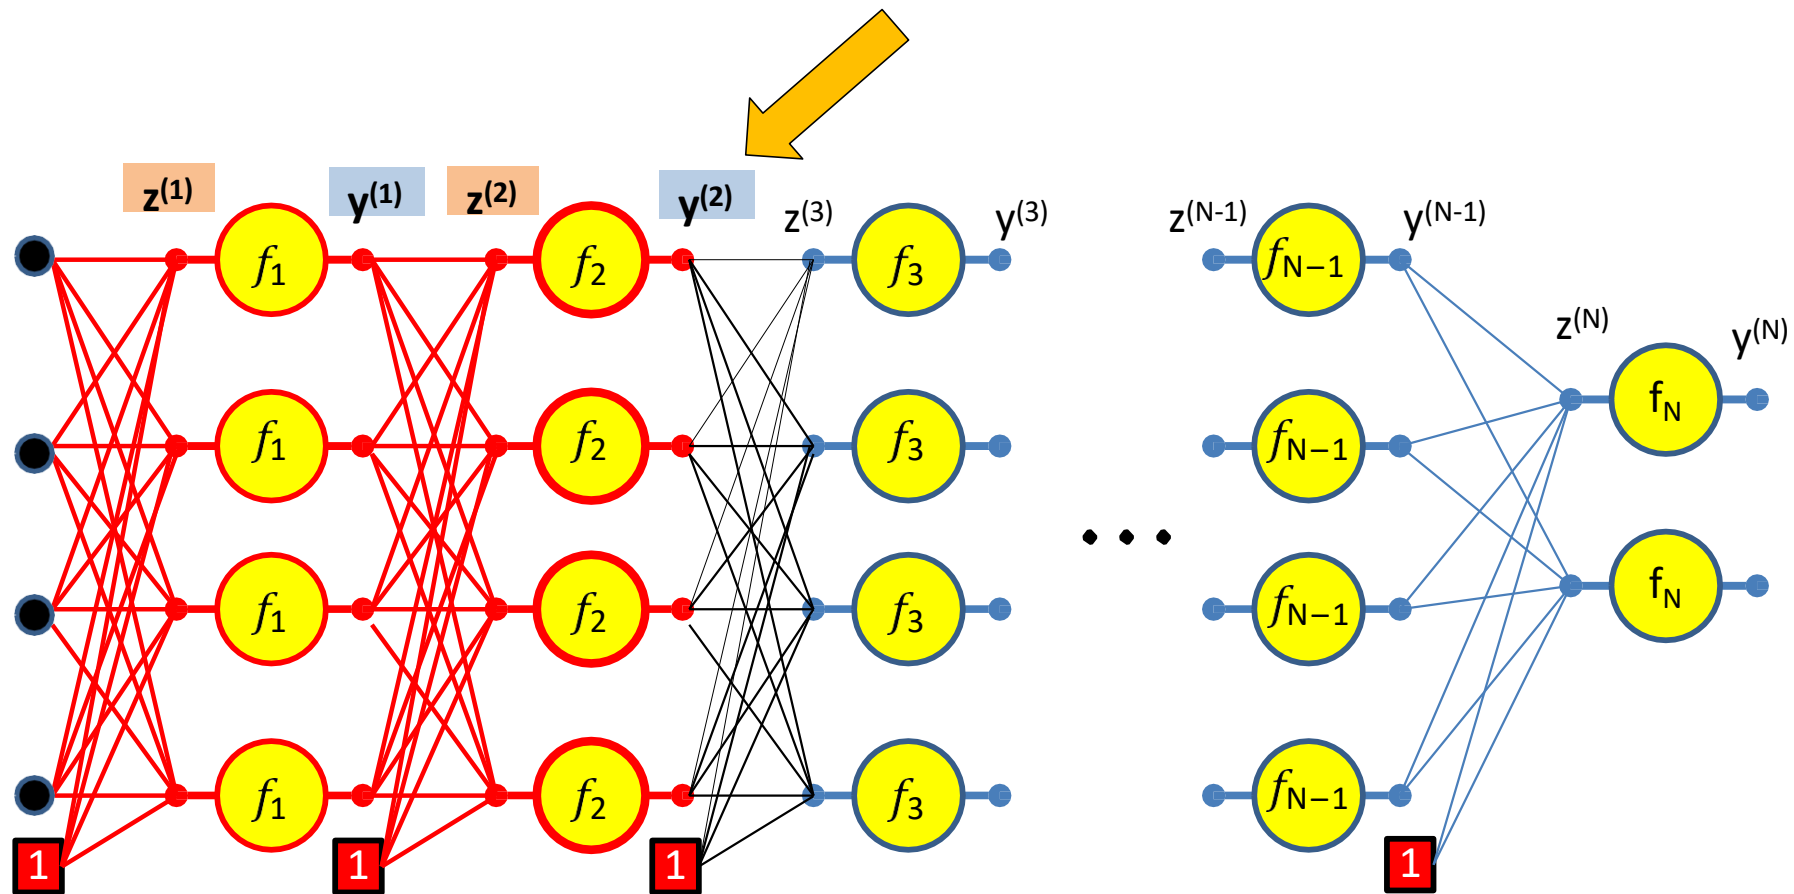 z(1) y(1) z(2) y(2) z(3) y(3) z(N-1) y(N-1)
f1 f2 f3 fN−1
z(N) y(N)
fN
f1 f2 f3 fN−1
fN
f1 f2 f3 fN−1
...
f1 f2 f3 fN−1
1 1 1 1